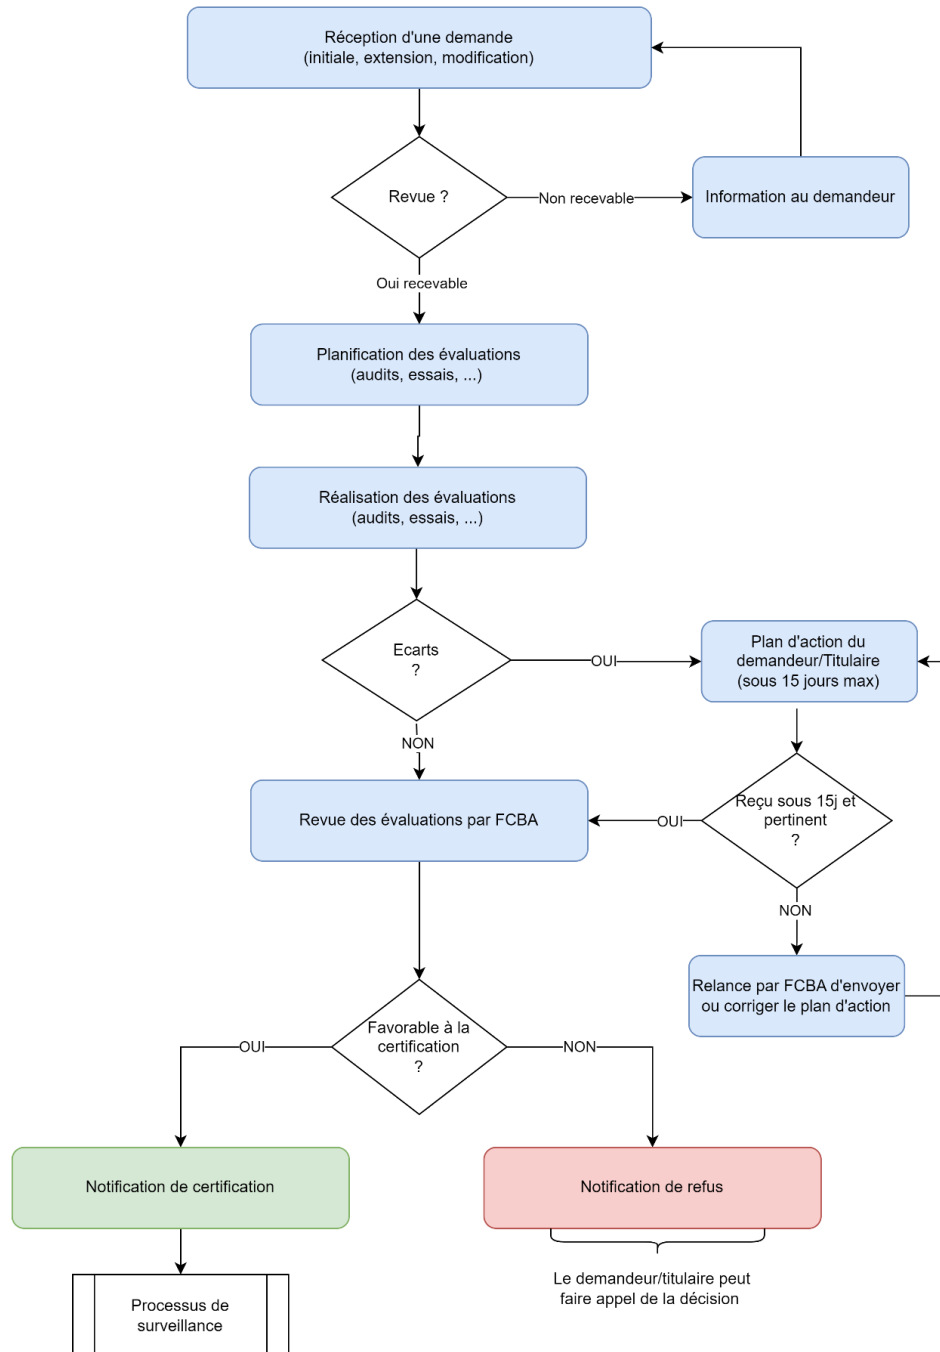 Réception d'une demande
(initiale, extension, modification)
Revue ?
Non recevable
Information au demandeur
Oui recevable
Planification des évaluations
(audits, essais, ...)
Réalisation des évaluations
(audits, essais, ...)
Ecarts
?
OUI
Plan d'action du
demandeur/Titulaire
(sous 15 jours max)
NON
Reçu sous 15j et
pertinent
?
OUI
Revue des évaluations par FCBA
NON
Relance par FCBA d'envoyer
ou corriger le plan d'action
Favorable à la
certification
?
OUI
NON
Notification de certification
Notification de refus
Le demandeur/titulaire peut
faire appel de la décision
Processus de
surveillance